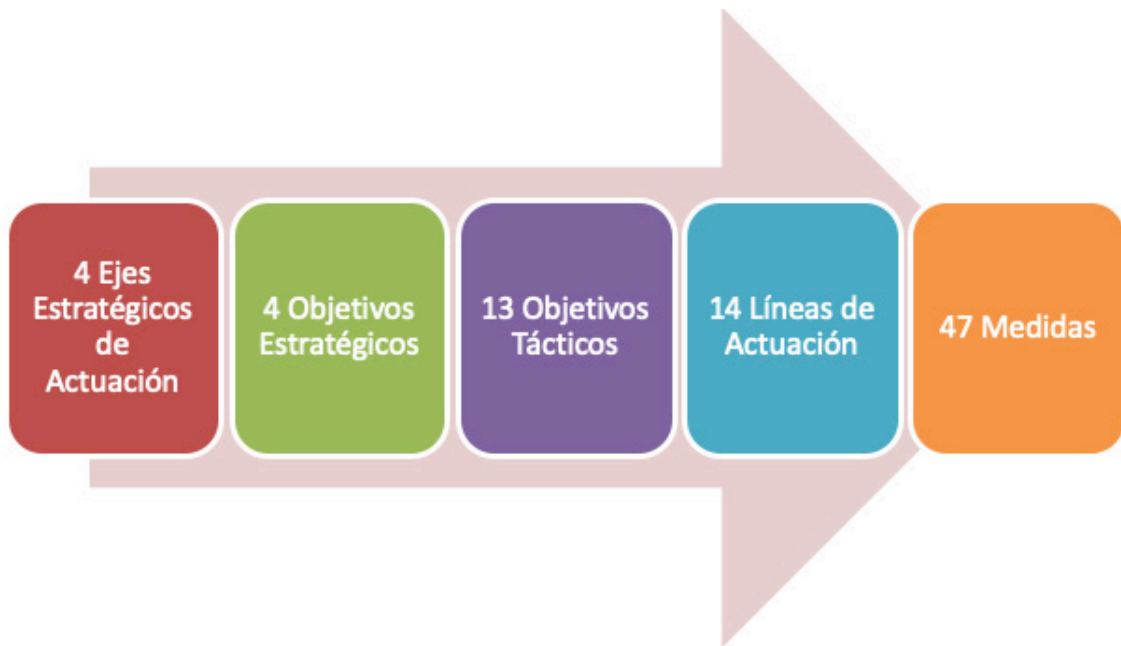 4 Ejes
Estratégicos
de
Actuación
4 Objetivos
Estratégicos
13 Objetivos
Tácticos
14 Líneas de
Actuación
47 Medidas